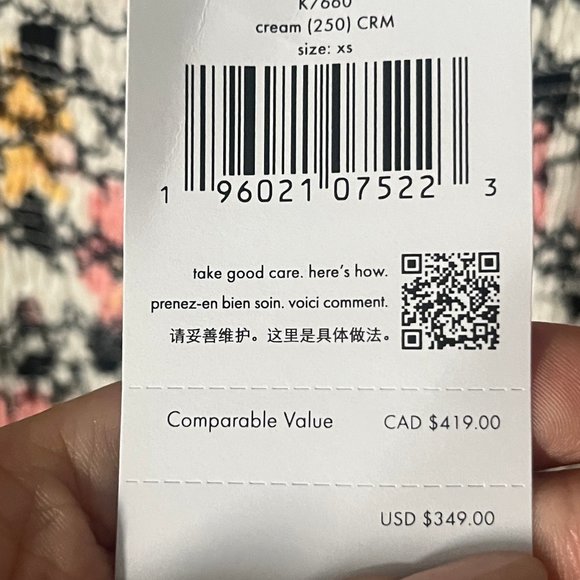 K7660
cream (250) CRM
size: xs
1 96021 07522 3
take good care. here's how.
prenez-en bien soin. voici comment.
请妥善维护。这里是具体做法。
Comparable Value CAD $419.00
USD $349.00